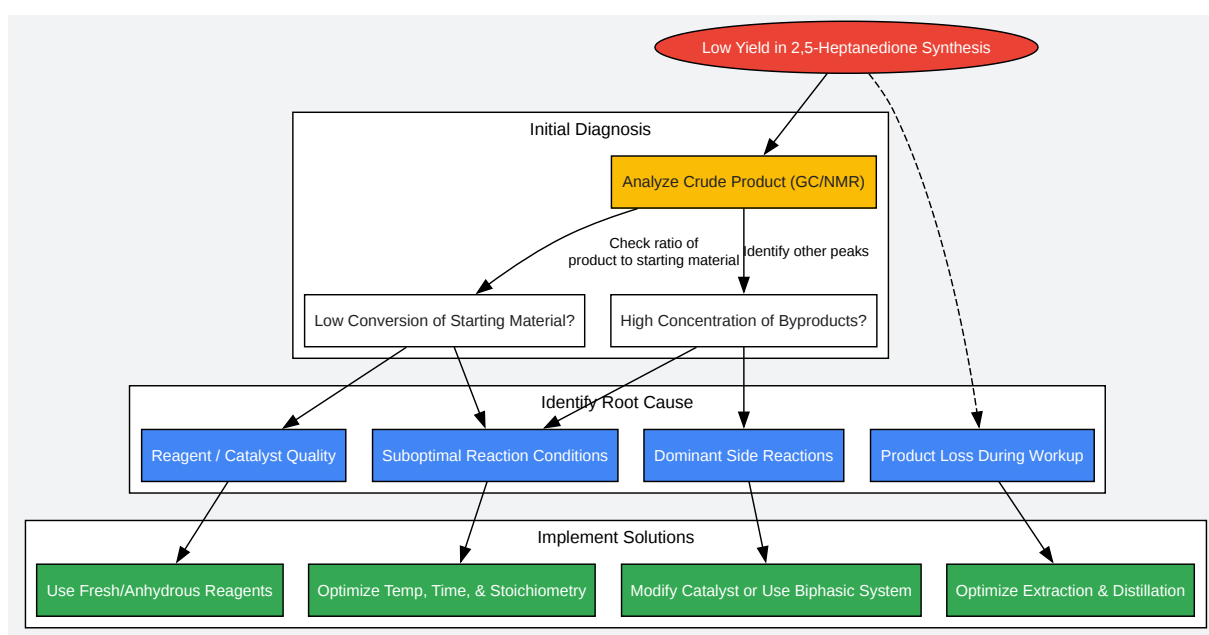 Low Yield in 2,5-Heptanedione Synthesis
Initial Diagnosis
Analyze Crude Product (GC/NMR)
Check ratio of
product to starting material
Identify other peaks
Low Conversion of Starting Material?
High Concentration of Byproducts?
Identify Root Cause
Reagent / Catalyst Quality
Suboptimal Reaction Conditions
Dominant Side Reactions
Product Loss During Workup
Implement Solutions
Use Fresh/Anhydrous Reagents
Optimize Temp, Time, & Stoichiometry
Modify Catalyst or Use Biphasic System
Optimize Extraction & Distillation